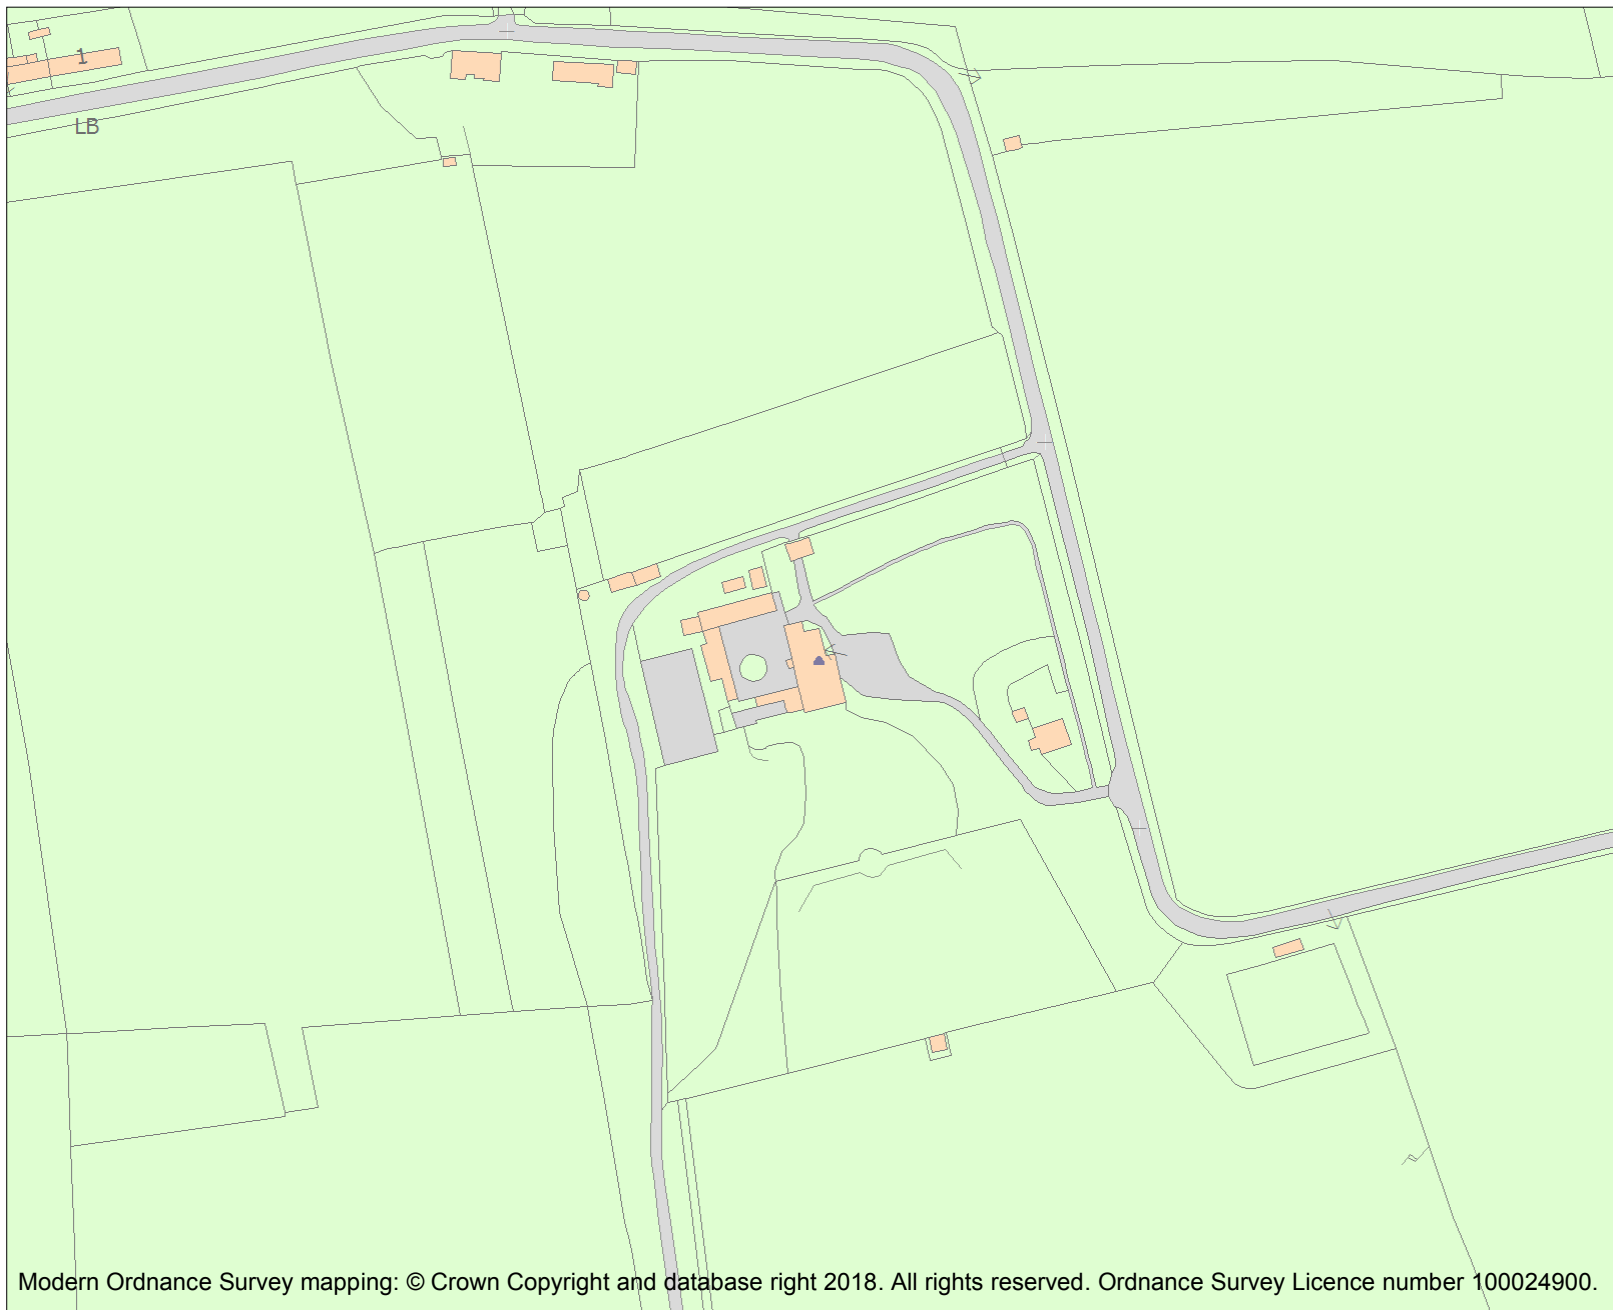 1
LB
Modern Ordnance Survey mapping: © Crown Copyright and database right 2018. All rights reserved. Ordnance Survey Licence number 100024900.